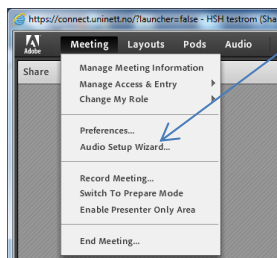 https://connect.uninett.no/?launcher=false - HSH testrom (Sha
Adobe
Meeting Layouts Pods Audio
Share
Manage Meeting Information
Manage Access & Entry
Change My Role
Preferences...
Audio Setup Wizard...
Record Meeting...
Switch To Prepare Mode
Enable Presenter Only Area
End Meeting...